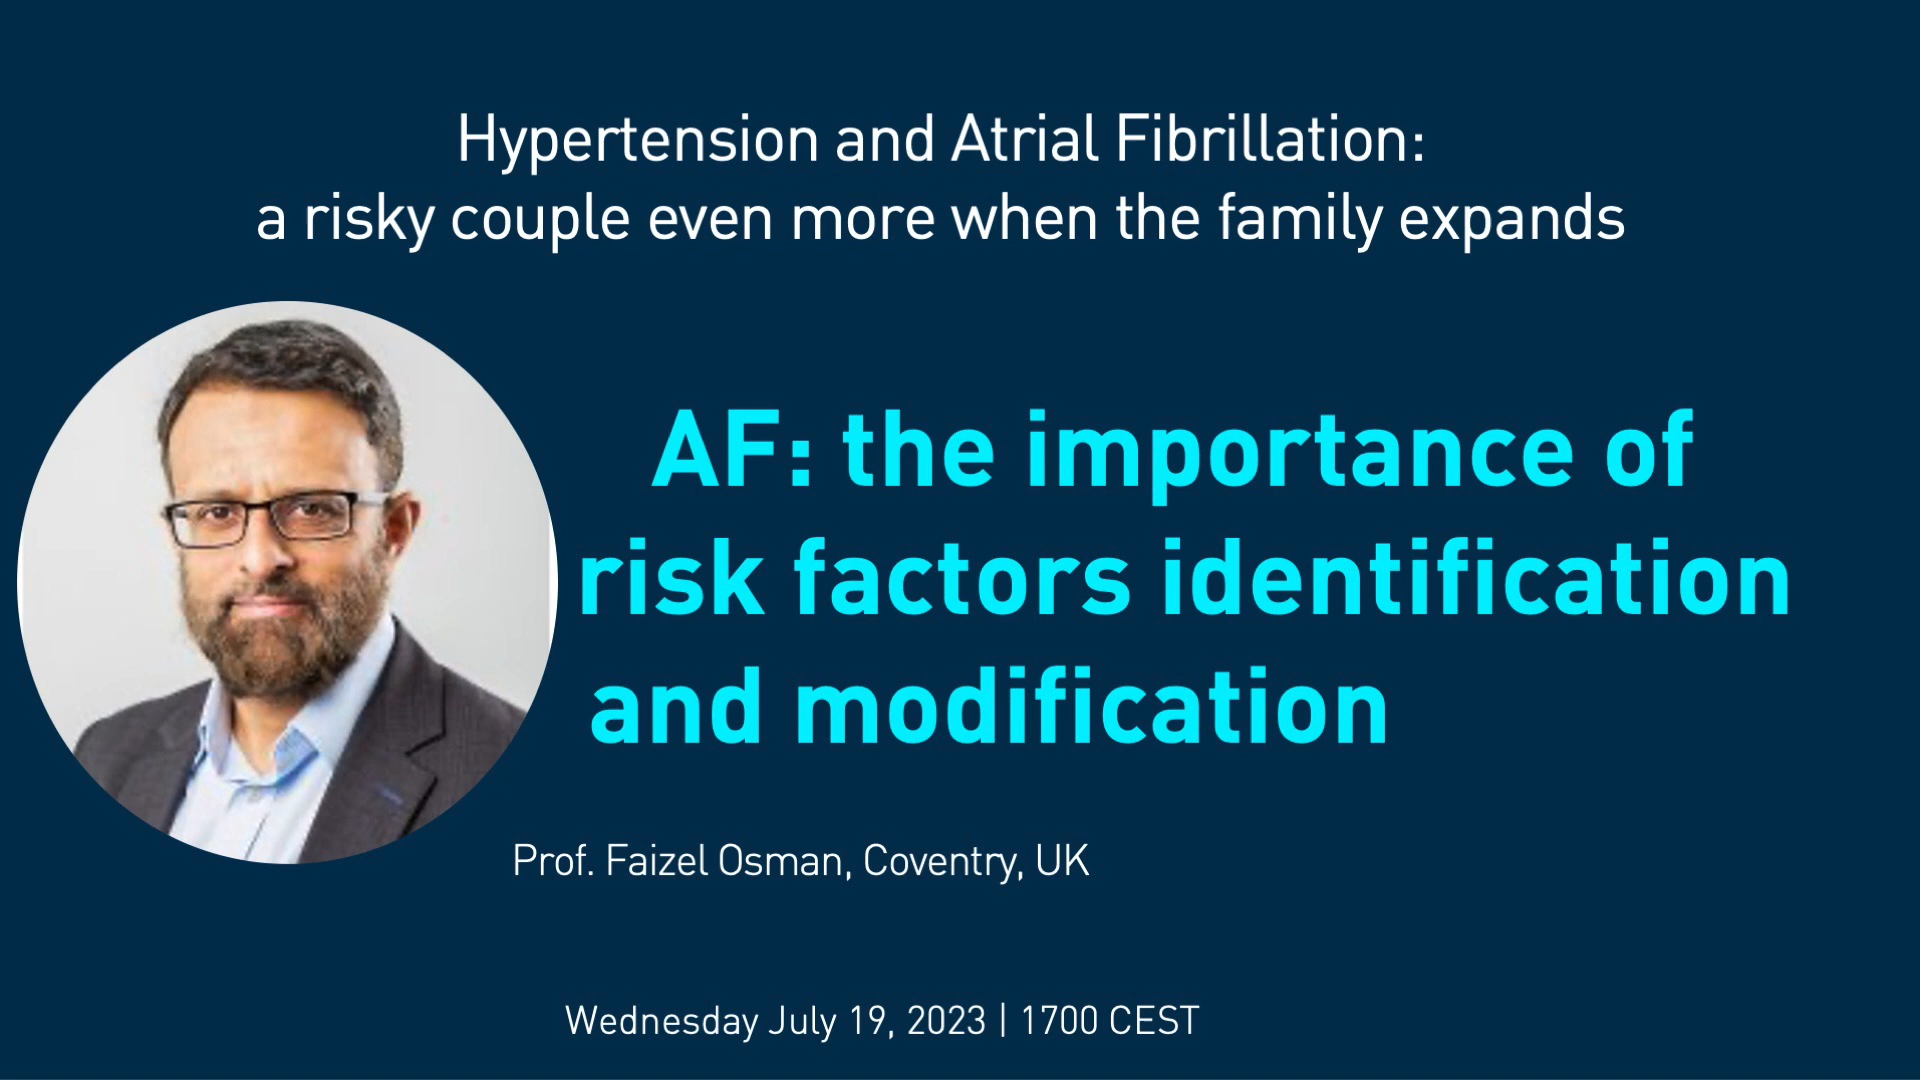 Hypertension and Atrial Fibrillation:
a risky couple even more when the family expands
AF: the importance of
risk factors identification
and modification
Prof. Faizel Osman, Coventry, UK
Wednesday July 19, 2023 | 1700 CEST